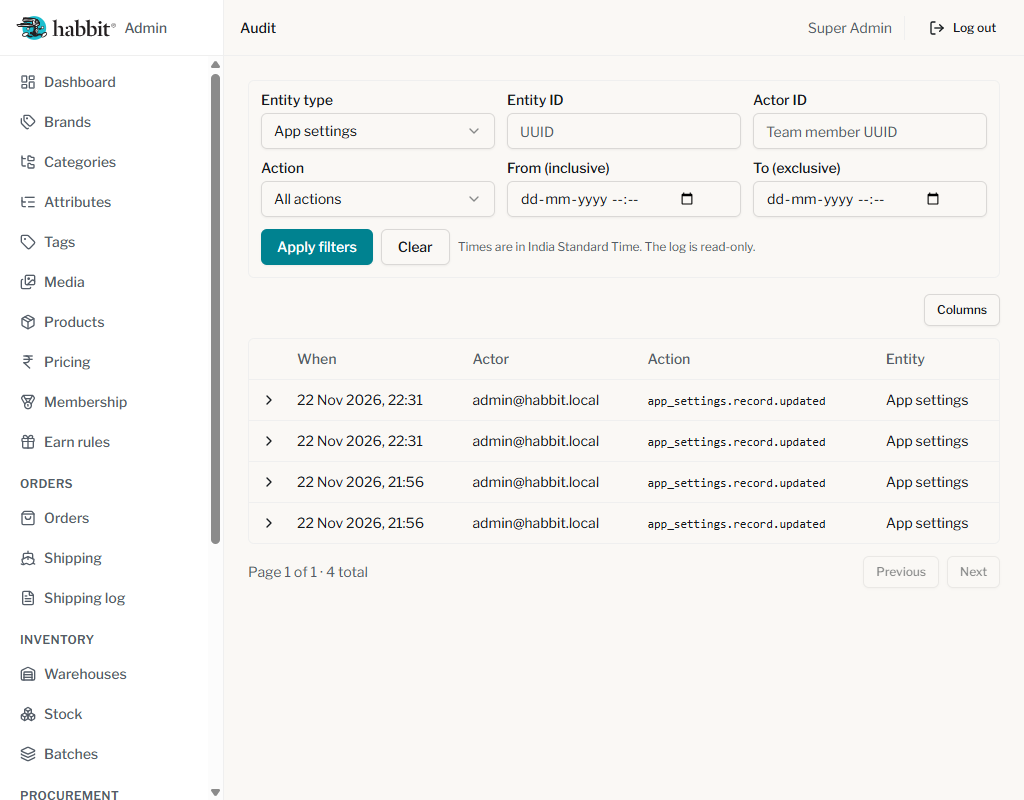 habbit® Admin
Audit
Super Admin
Log out
Dashboard
Brands
Categories
Attributes
Tags
Media
Products
Pricing
Membership
Earn rules
ORDERS
Orders
Shipping
Shipping log
INVENTORY
Warehouses
Stock
Batches
PROCUREMENT
Entity type
Entity ID
Actor ID
App settings
UUID
Team member UUID
Action
From (inclusive)
To (exclusive)
All actions
dd-mm-yyyy --:--
dd-mm-yyyy --:--
Apply filters
Clear
Times are in India Standard Time. The log is read-only.
Columns
When Actor Action Entity
22 Nov 2026, 22:31 admin@habbit.local app_settings.record.updated App settings
22 Nov 2026, 22:31 admin@habbit.local app_settings.record.updated App settings
22 Nov 2026, 21:56 admin@habbit.local app_settings.record.updated App settings
22 Nov 2026, 21:56 admin@habbit.local app_settings.record.updated App settings
Page 1 of 1 · 4 total
Previous
Next